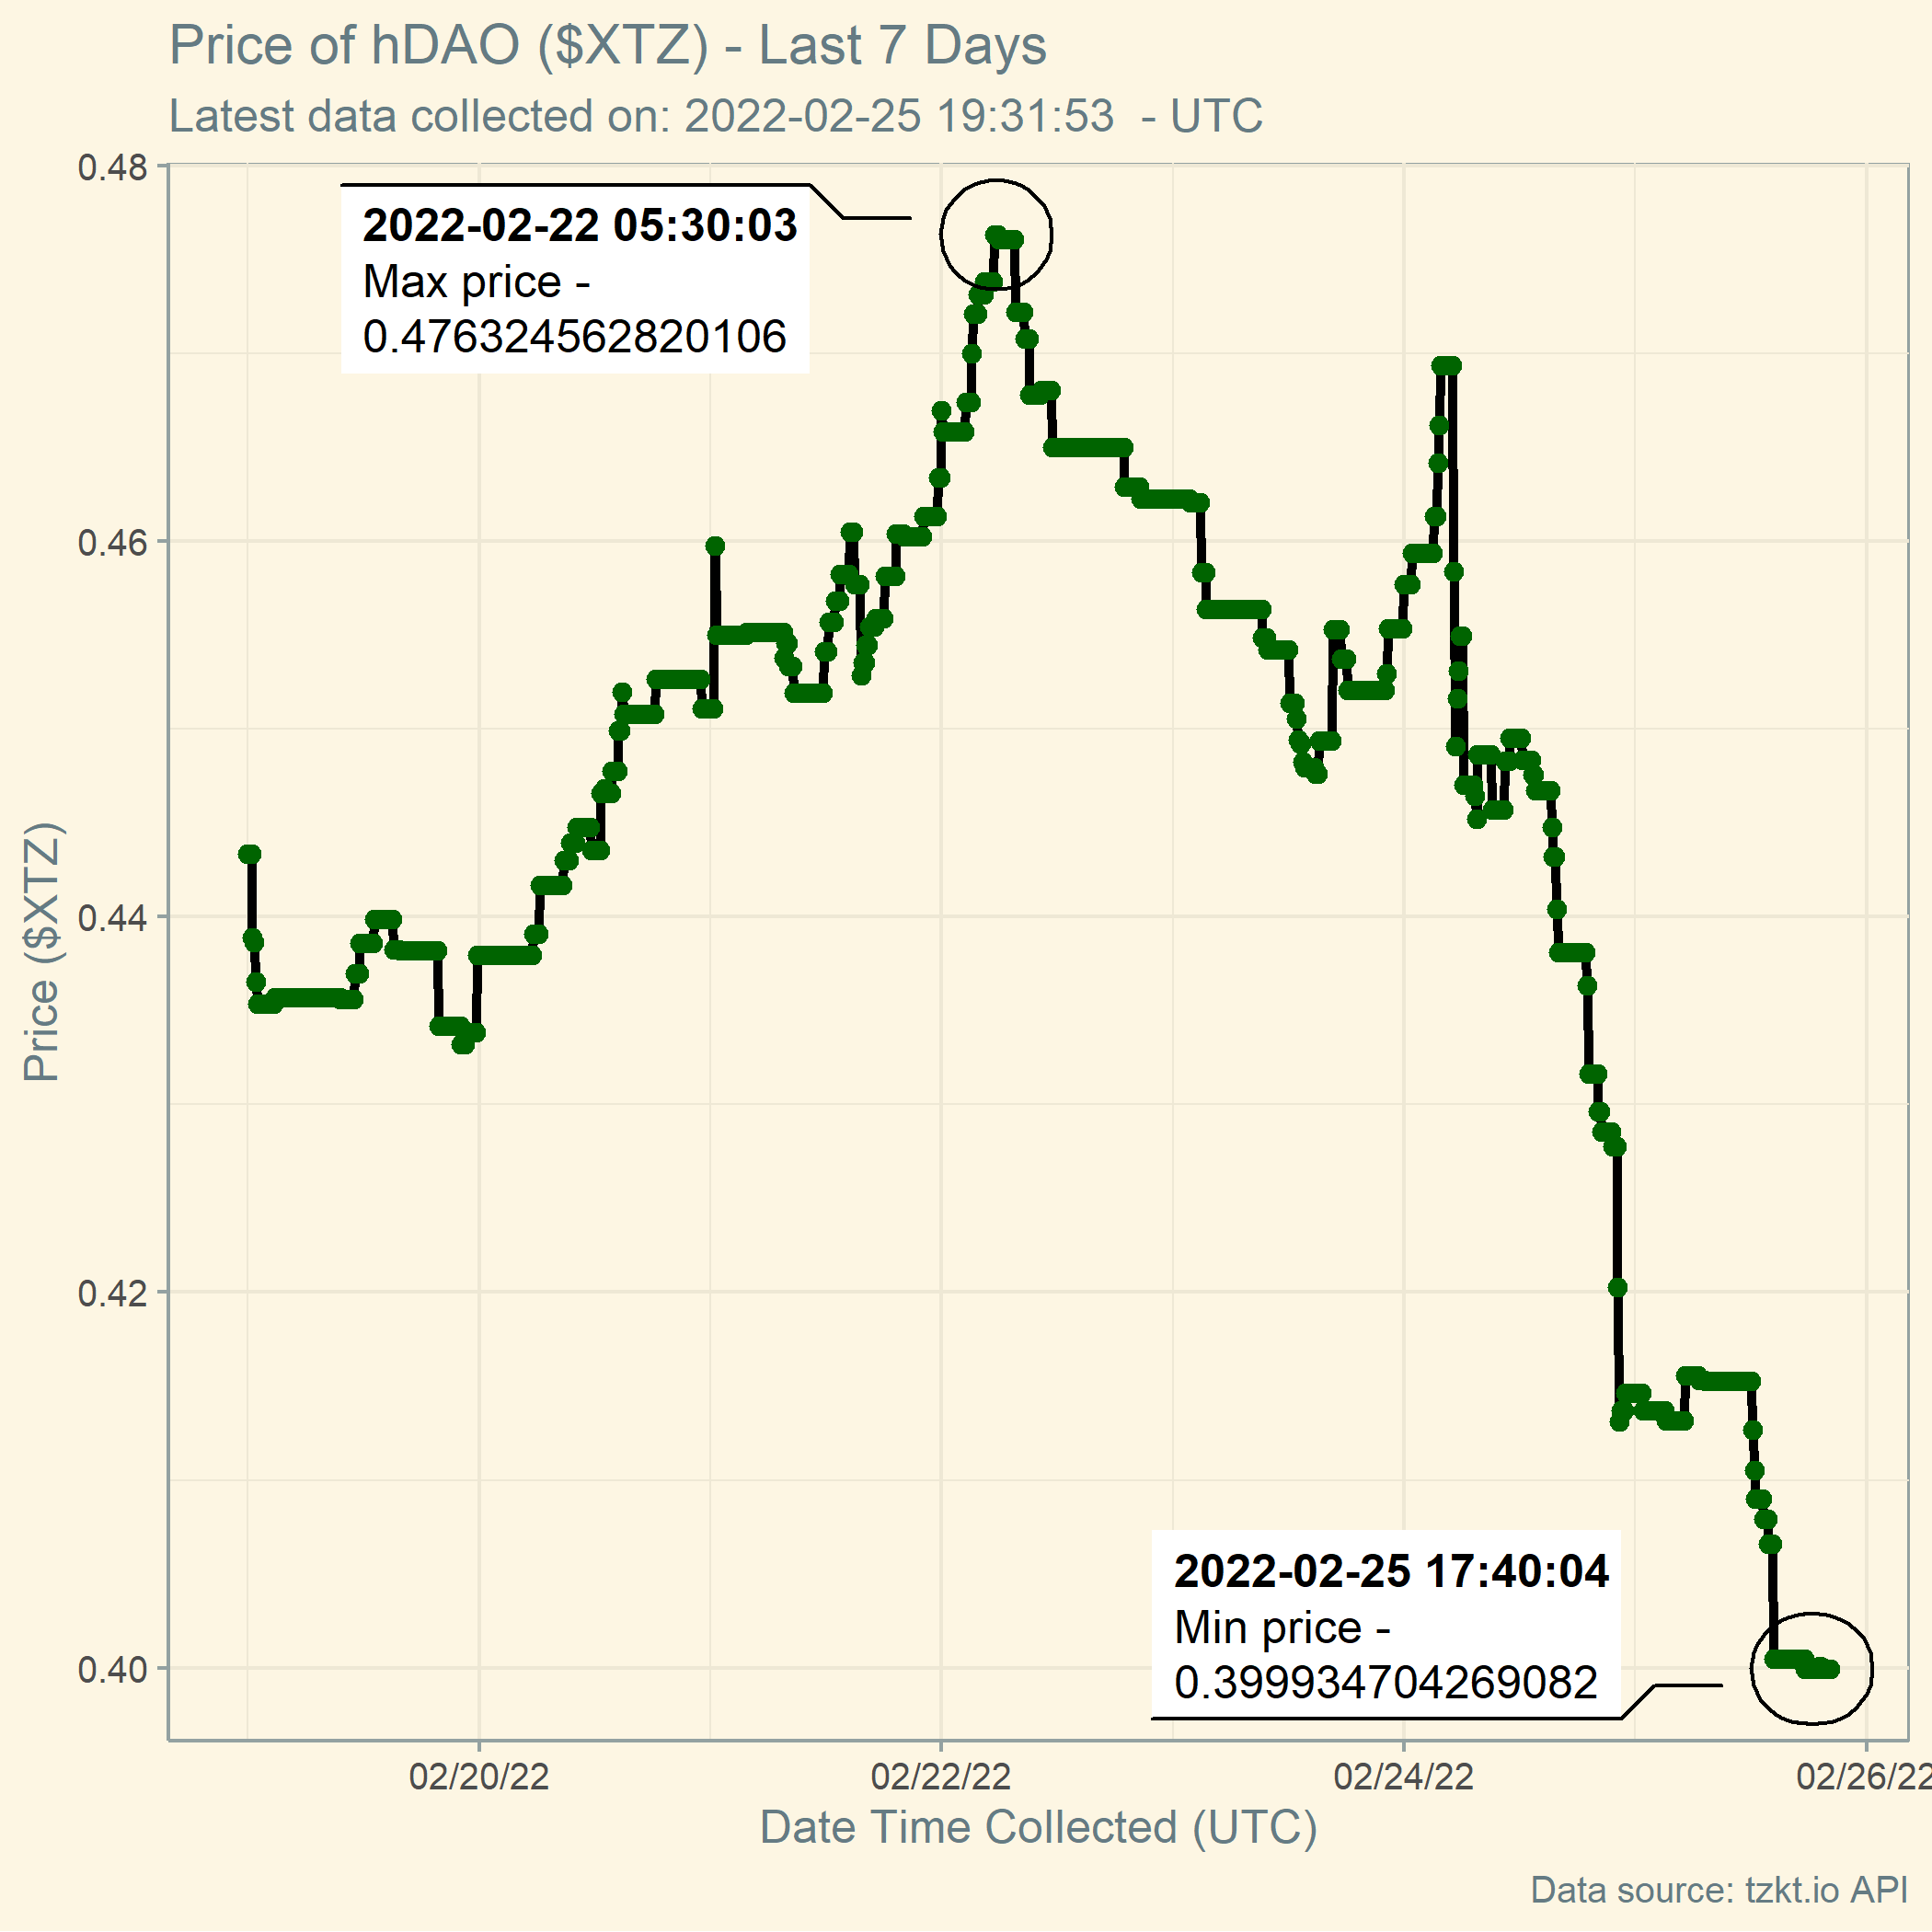 Price of hDAO ($XTZ) - Last 7 Days
Latest data collected on: 2022-02-25 19:31:53  - UTC
0.48
2022-02-22 05:30:03
Max price -
0.476324562820106
0.46
0.44
0.42
0.40
Price ($XTZ)
2022-02-25 17:40:04
Min price -
0.399934704269082
02/20/22
02/22/22
02/24/22
02/26/22
Date Time Collected (UTC)
Data source: tzkt.io API